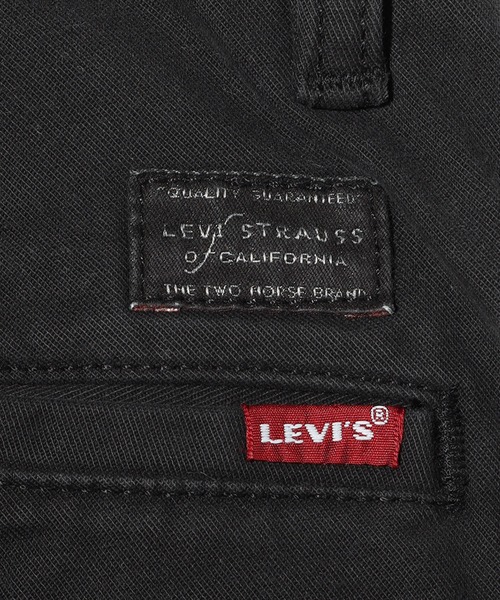 "QUALITY GUARANTEED"
LEVI STRAUSS
OF CALIFORNIA
THE TWO HORSE BRAND
LEVI'S®